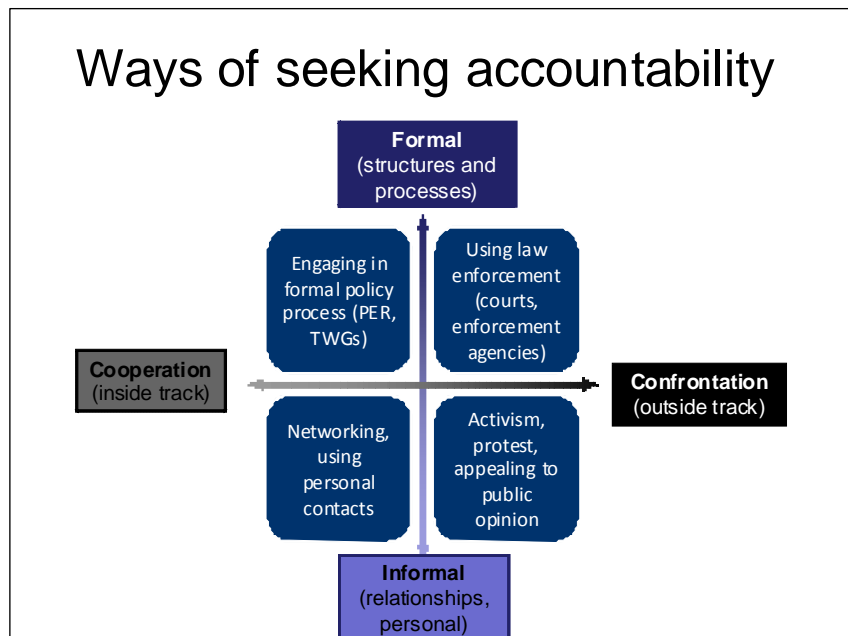 Ways of seeking accountability
Formal
(structures and
processes)
Engaging in
formal policy
process (PER,
TWGs)
Using law
enforcement
(courts,
enforcement
agencies)
Cooperation
(inside track)
Confrontation
(outside track)
Networking,
using
personal
contacts
Activism,
protest,
appealing to
public
opinion
Informal
(relationships,
personal)